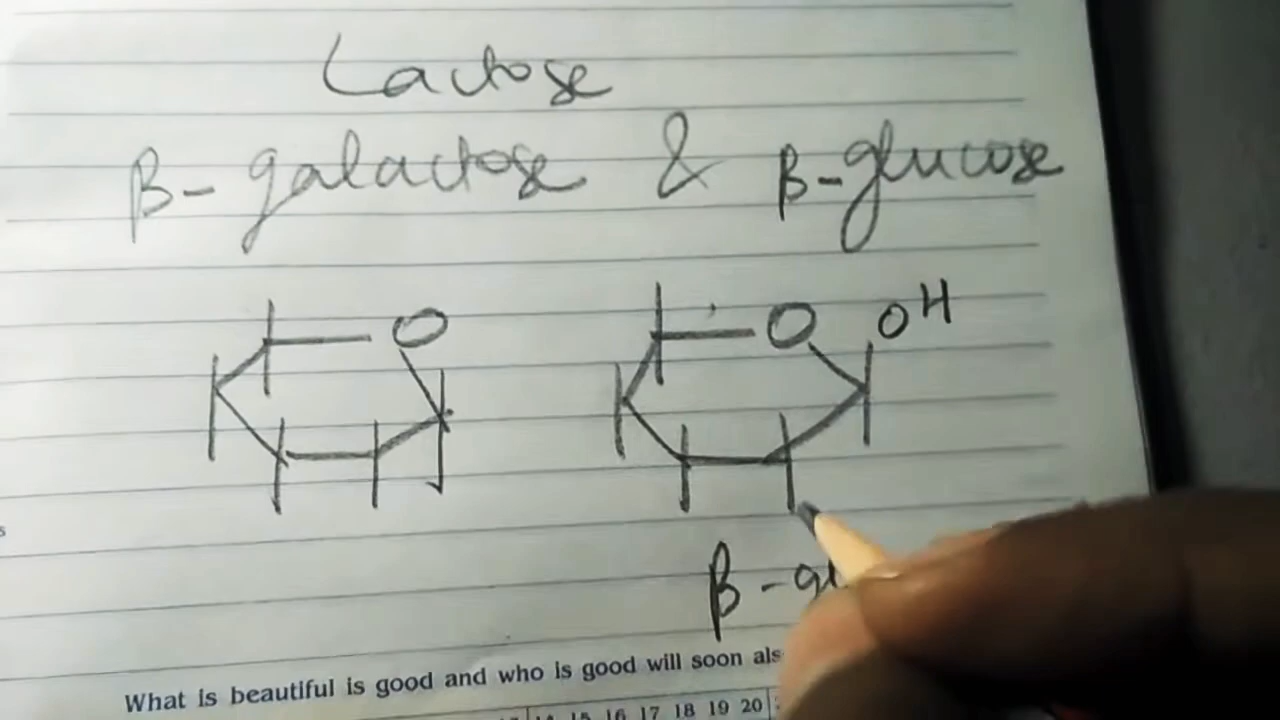 Lactose
β- galactose & β-glucose
O O OH
β-gl
What is beautiful is good and who is good will soon als
14 15 16 17 18 19 20